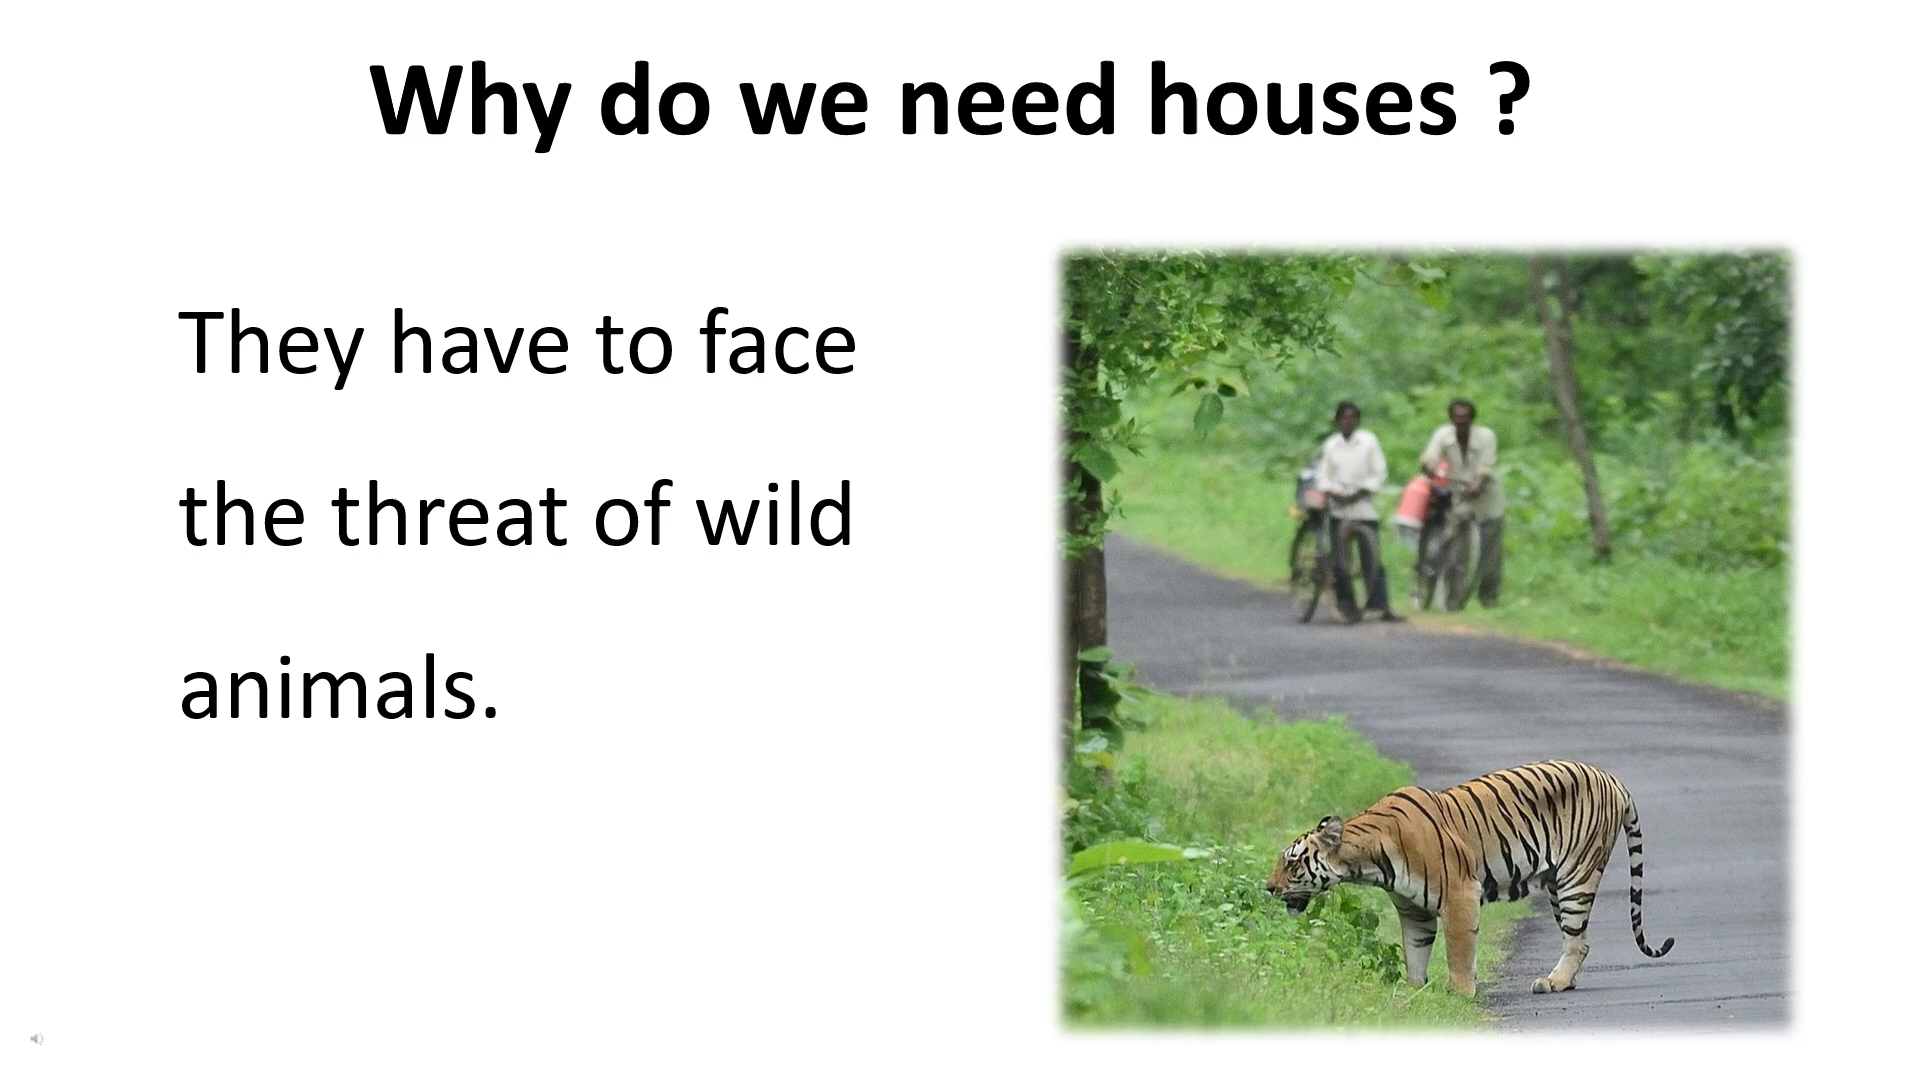 Why do we need houses ?
They have to face
the threat of wild
animals.